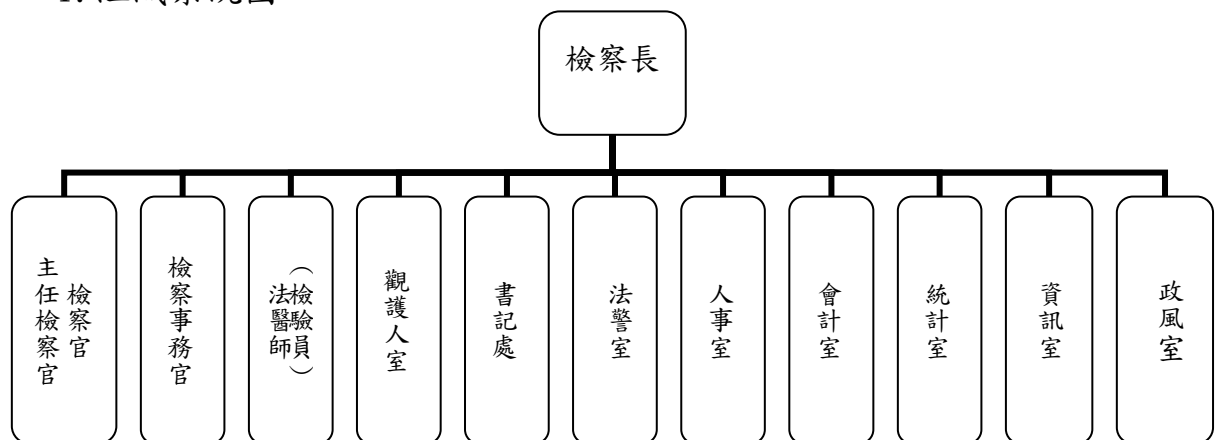 檢察長
主任檢察官
檢察官
檢察事務官
法醫師
（檢驗員）
觀護人室
書記處
法警室
人事室
會計室
統計室
資訊室
政風室